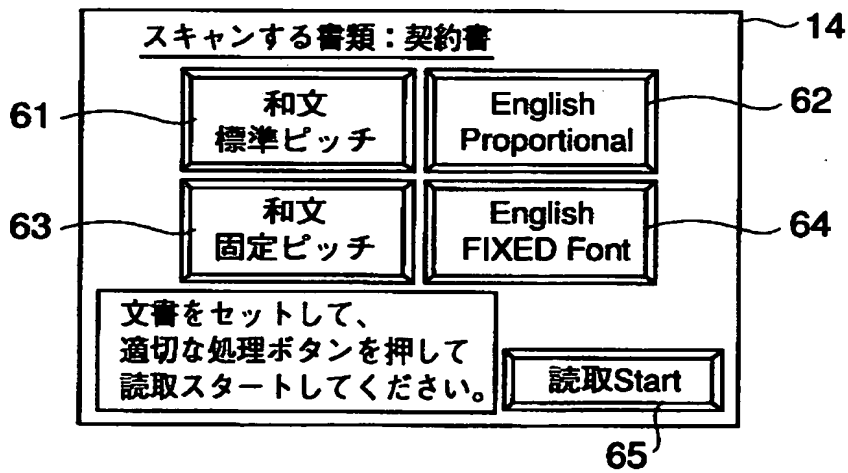 スキャンする書類：契約書
14
61
和文
標準ピッチ
English
Proportional
62
63
和文
固定ピッチ
English
FIXED Font
64
文書をセットして、
適切な処理ボタンを押して
読取スタートしてください。
読取Start
65